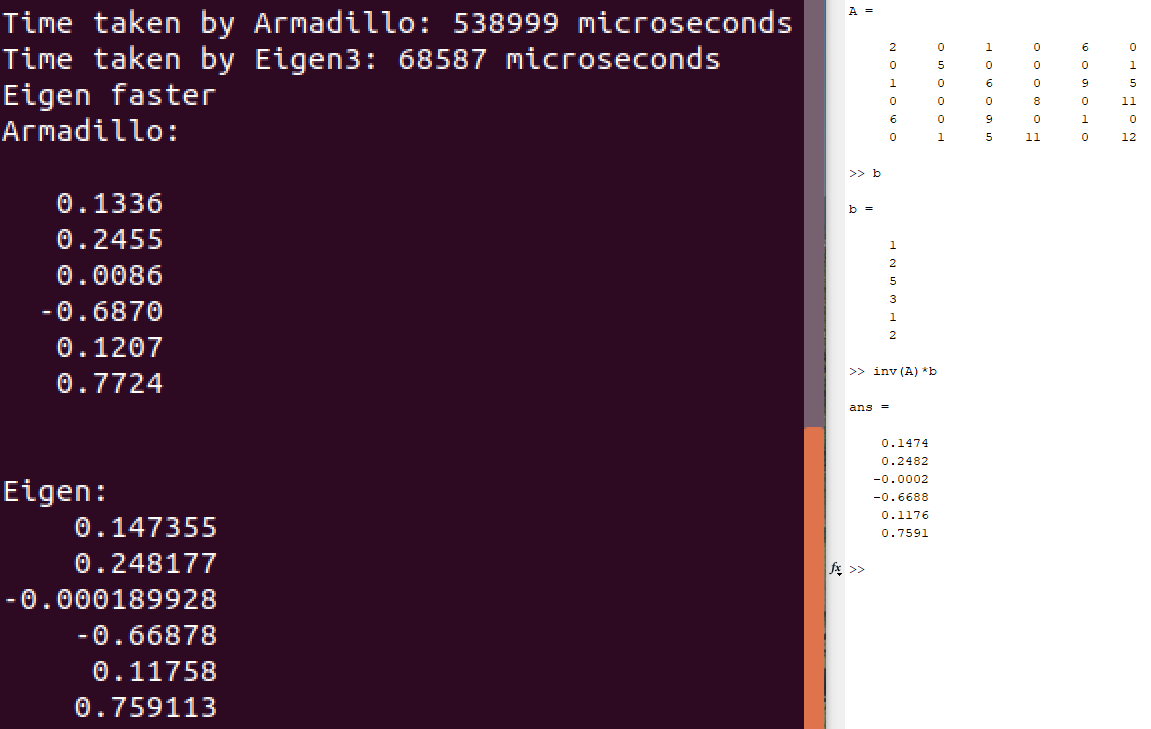 Time taken by Armadillo: 538999 microseconds
Time taken by Eigen3: 68587 microseconds
Eigen faster
Armadillo:
0.1336
0.2455
0.0086
-0.6870
0.1207
0.7724
Eigen:
0.147355
0.248177
-0.000189928
-0.66878
0.11758
0.759113
A =
2 0 1 0 6 0
0 5 0 0 0 1
1 0 6 0 9 5
0 0 0 8 0 11
6 0 9 0 1 0
0 1 5 11 0 12
>> b
b =
1
2
5
3
1
2
>> inv(A)*b
ans =
0.1474
0.2482
-0.0002
-0.6688
0.1176
0.7591
fx >>